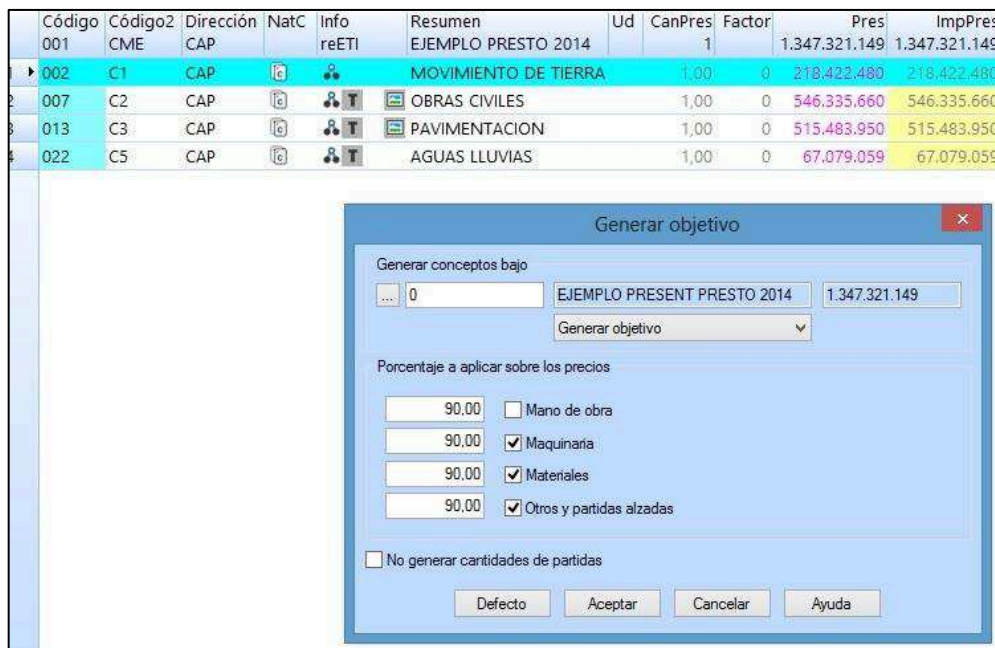 Código Código2 Dirección NatC Info Resumen Ud CanPres Factor Pres ImpPres
001 CME CAP reETI EJEMPLO PRESTO 2014 1 1.347.321.149 1.347.321.149
1 002 C1 CAP MOVIMIENTO DE TIERRA 1,00 0 218.422.480 218.422.480
2 007 C2 CAP T OBRAS CIVILES 1,00 0 546.335.660 546.335.660
3 013 C3 CAP T PAVIMENTACION 1,00 0 515.483.950 515.483.950
4 022 C5 CAP T AGUAS LLUVIAS 1,00 0 67.079.059 67.079.059
Generar objetivo
Generar conceptos bajo
... 0 EJEMPLO PRESENT PRESTO 2014 1.347.321.149
Generar objetivo
Porcentaje a aplicar sobre los precios
90,00 Mano de obra
90,00 Maquinaria
90,00 Materiales
90,00 Otros y partidas alzadas
No generar cantidades de partidas
Defecto Aceptar Cancelar Ayuda